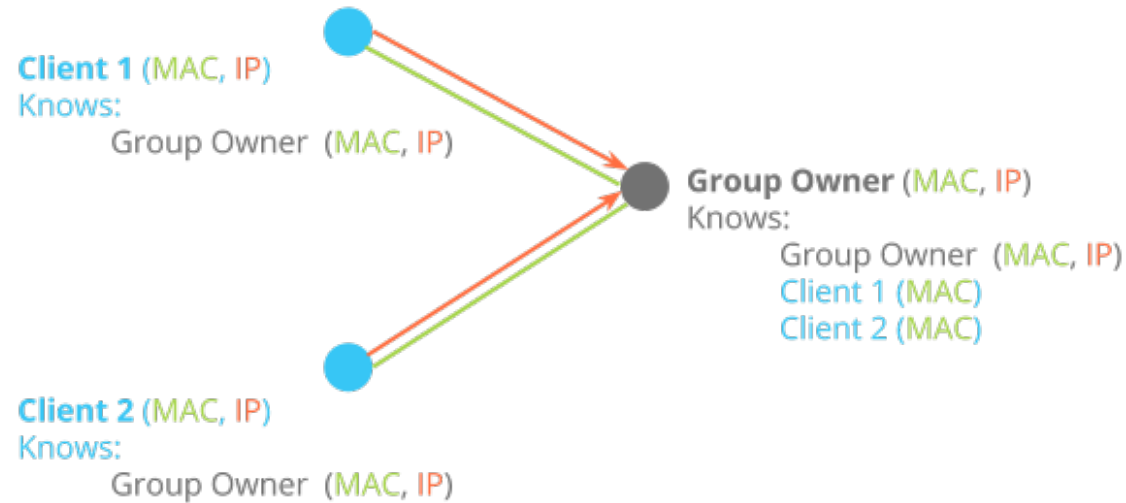 Client 1 (MAC, IP)
Knows:
Group Owner (MAC, IP)
Group Owner (MAC, IP)
Knows:
Group Owner (MAC, IP)
Client 1 (MAC)
Client 2 (MAC)
Client 2 (MAC, IP)
Knows:
Group Owner (MAC, IP)